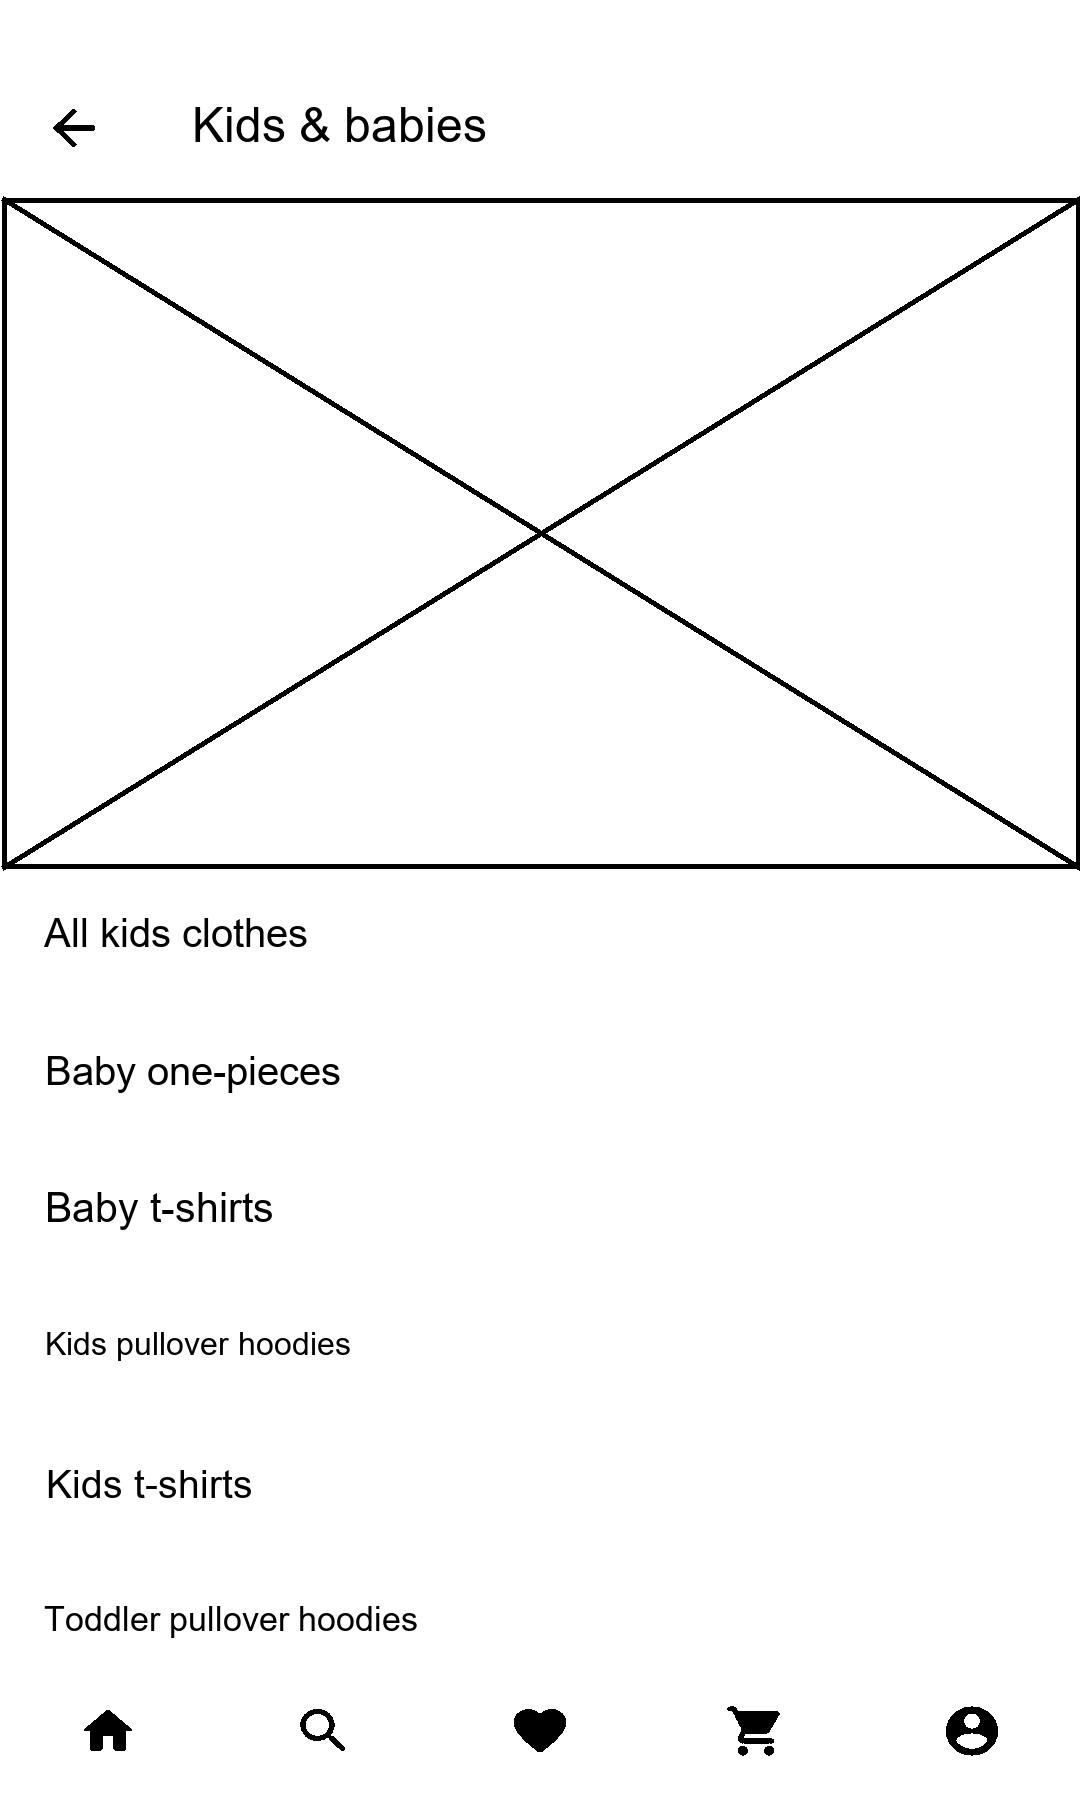 Kids & babies
All kids clothes
Baby one-pieces
Baby t-shirts
Kids pullover hoodies
Kids t-shirts
Toddler pullover hoodies